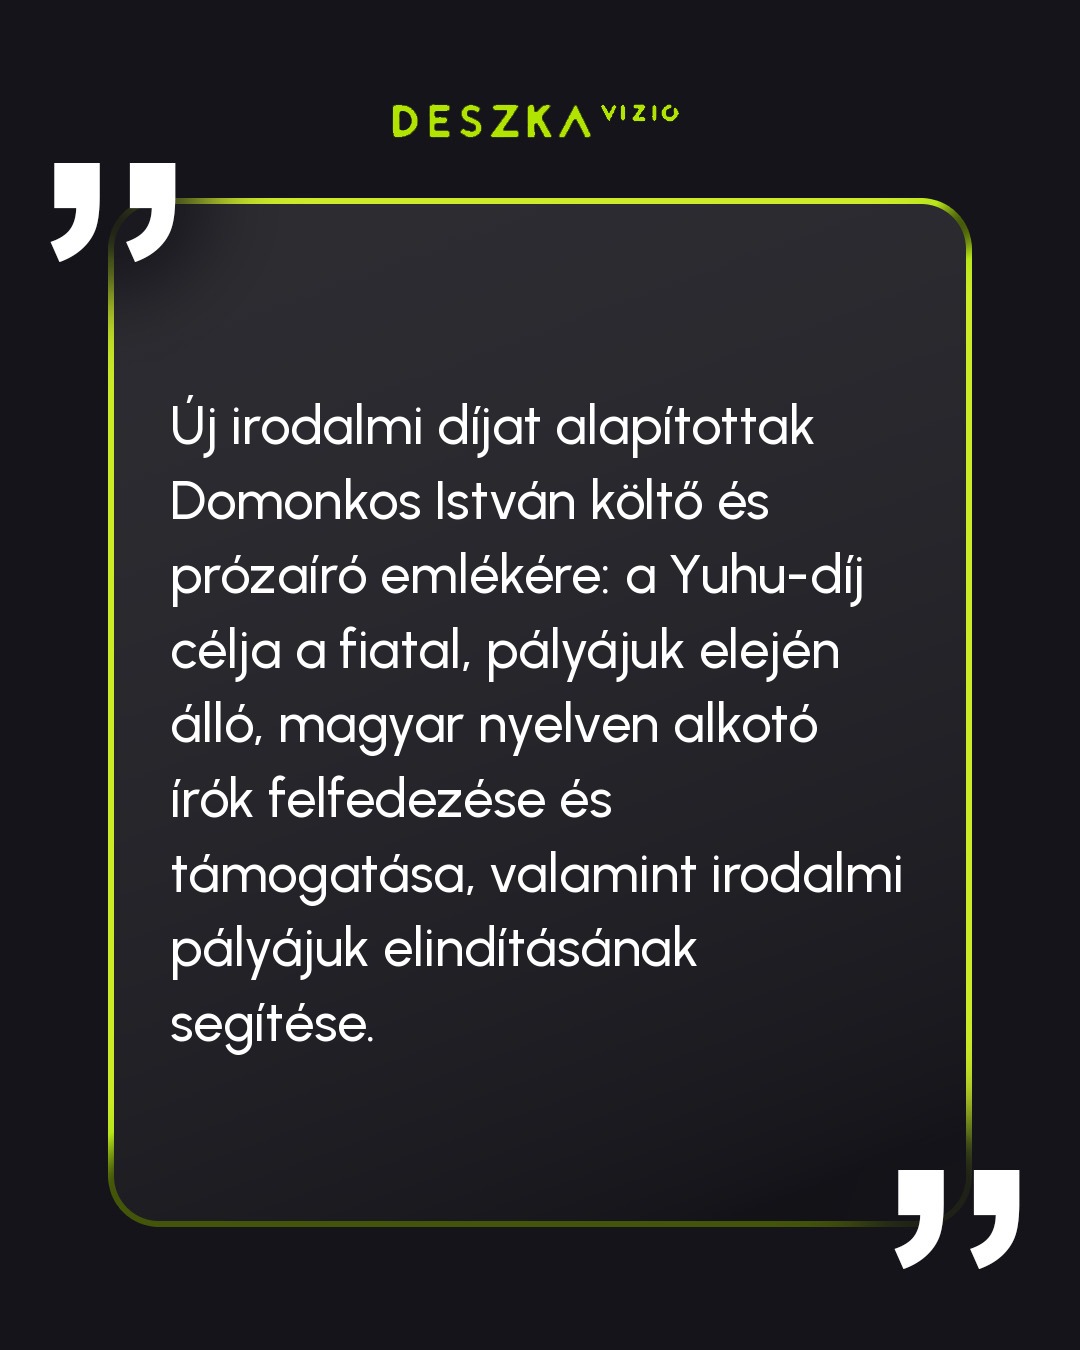 DESZKA VIZIO
”
Új irodalmi díjat alapítottak
Domonkos István költő és
prózaíró emlékére: a Yuhu-díj
célja a fiatal, pályájuk elején
álló, magyar nyelven alkotó
írók felfedezése és
támogatása, valamint irodalmi
pályájuk elindításának
segítése.
”